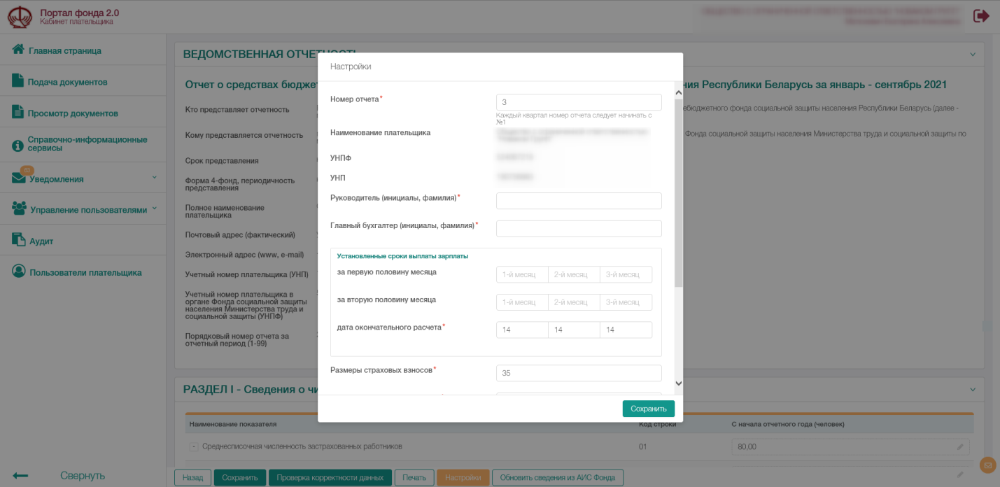 Портал фонда 2.0
Кабинет плательщика
Главная страница
Подача документов
Просмотр документов
Справочно-информационные
сервисы
Уведомления
Управление пользователями
Аудит
Пользователи плательщика
Свернуть
ВЕДОМСТВЕННАЯ ОТЧЕТНОСТЬ
Отчет о средствах бюдже
ия Республики Беларусь за январь - сентябрь 2021
Кто представляет отчетность
ебюджетного фонда социальной защиты населения Республики Беларусь (далее -
Кому представляется отчетность
Фонда социальной защиты населения Министерства труда и социальной защиты по
Срок представления
Форма 4-фонд, периодичность
представления
Полное наименование
плательщика
Почтовый адрес (фактический)
Электронный адрес (www, e-mail)
Учетный номер плательщика (УНП)
Учетный номер плательщика в
органе Фонда социальной защиты
населения Министерства труда и
социальной защиты (УНПФ)
Порядковый номер отчета за
отчетный период (1-99)
Настройки
Номер отчета*
3
Каждый квартал номер отчета следует начинать с
№1
Наименование плательщика
УНПФ
УНП
Руководитель (инициалы, фамилия)*
Главный бухгалтер (инициалы, фамилия)*
Установленные сроки выплаты зарплаты
за первую половину месяца
1-й месяц 2-й месяц 3-й месяц
за вторую половину месяца
1-й месяц 2-й месяц 3-й месяц
дата окончательного расчета*
14 14 14
Размеры страховых взносов*
35
Сохранить
РАЗДЕЛ I - Сведения о чи
Наименование показателя Код строки С начала отчетного года (человек)
- Среднесписочная численность застрахованных работников 01 80,00
Назад Сохранить Проверка корректности данных Печать Настройки Обновить сведения из АИС Фонда